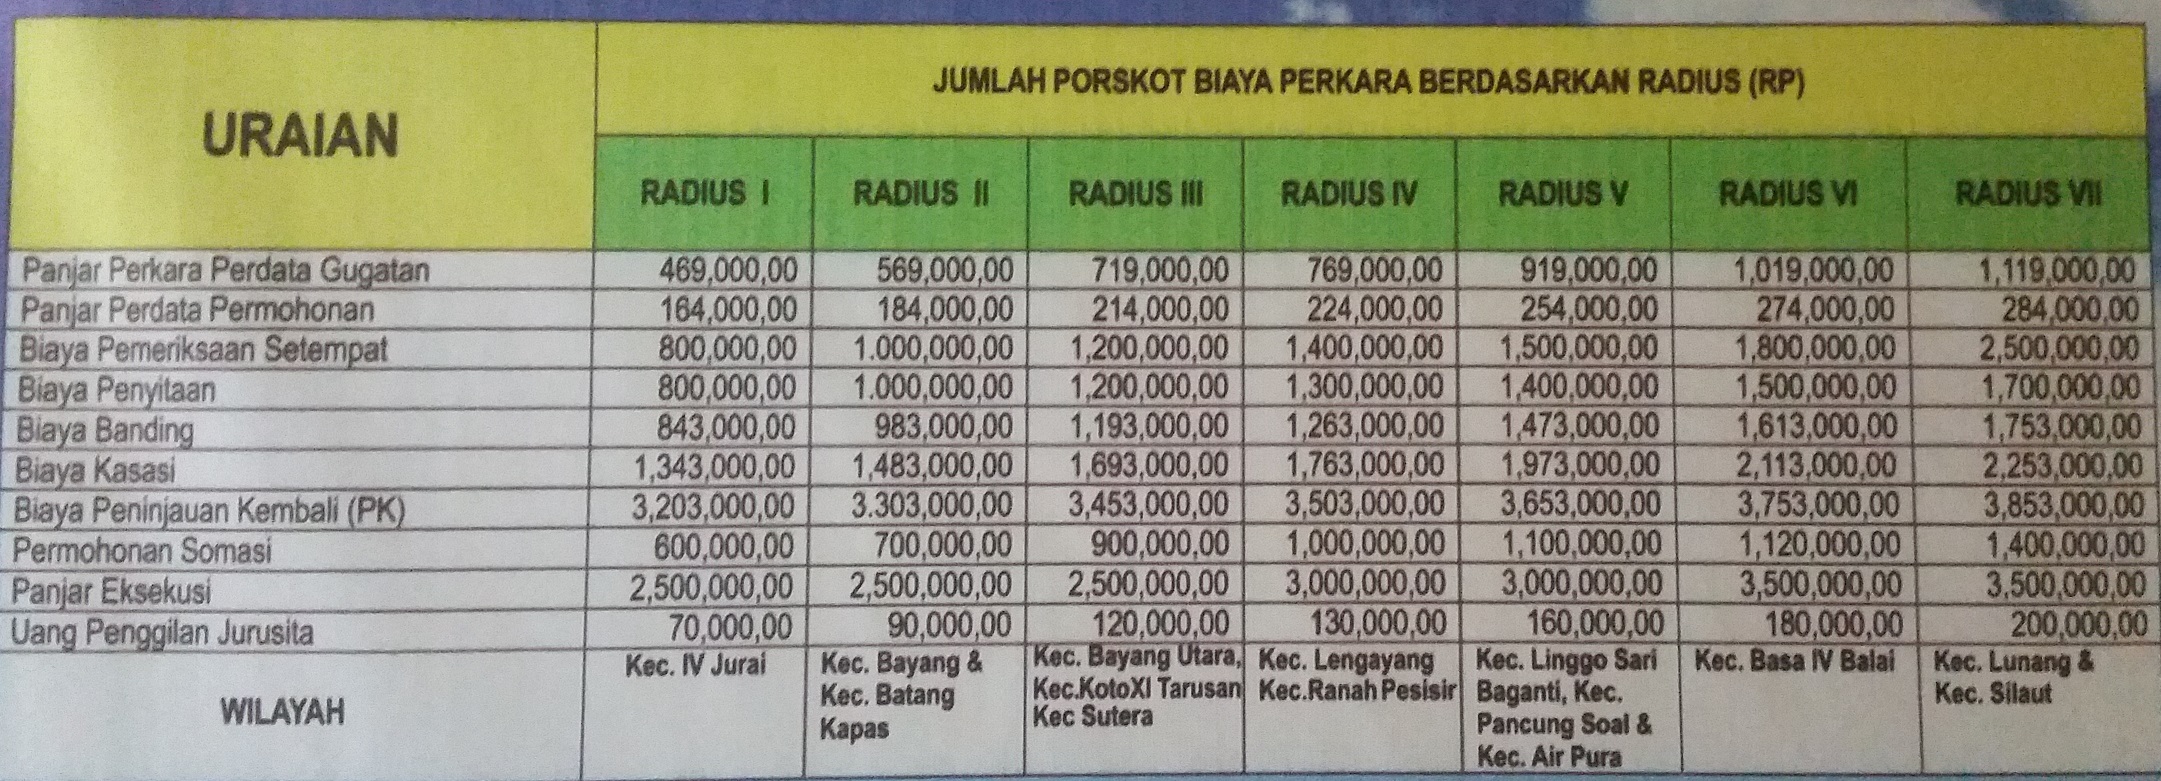 URAIAN
JUMLAH PORSKOT BIAYA PERKARA BERDASARKAN RADIUS (RP)
RADIUS I RADIUS II RADIUS III RADIUS IV RADIUS V RADIUS VI RADIUS VII
Panjar Perkara Perdata Gugatan 469,000,00 569,000,00 719,000,00 769,000,00 919,000,00 1,019,000,00 1,119,000,00
Panjar Perdata Permohonan 164,000,00 184,000,00 214,000,00 224,000,00 254,000,00 274,000,00 284,000,00
Biaya Pemeriksaan Setempat 800,000,00 1.000,000,00 1,200,000,00 1,400,000,00 1,500,000,00 1,800,000,00 2,500,000,00
Biaya Penyitaan 800,000,00 1.000,000,00 1,200,000,00 1,300,000,00 1,400,000,00 1,500,000,00 1,700,000,00
Biaya Banding 843,000,00 983,000,00 1,193,000,00 1,263,000,00 1,473,000,00 1,613,000,00 1,753,000,00
Biaya Kasasi 1,343,000,00 1,483,000,00 1,693,000,00 1,763,000,00 1,973,000,00 2,113,000,00 2,253,000,00
Biaya Peninjauan Kembali (PK) 3,203,000,00 3.303,000,00 3,453,000,00 3,503,000,00 3,653,000,00 3,753,000,00 3,853,000,00
Permohonan Somasi 600,000,00 700,000,00 900,000,00 1,000,000,00 1,100,000,00 1,120,000,00 1,400,000,00
Panjar Eksekusi 2,500,000,00 2,500,000,00 2,500,000,00 3,000,000,00 3,000,000,00 3,500,000,00 3,500,000,00
Uang Penggilan Jurusita 70,000,00 90,000,00 120,000,00 130,000,00 160,000,00 180,000,00 200,000,00
WILAYAH
Kec. IV Jurai
Kec. Bayang &
Kec. Batang
Kapas
Kec. Bayang Utara,
Kec.KotoXI Tarusan
Kec Sutera
Kec. Lengayang
Kec.Ranah Pesisir
Kec. Linggo Sari
Baganti, Kec.
Pancung Soal &
Kec. Air Pura
Kec. Basa IV Balai
Kec. Lunang &
Kec. Silaut